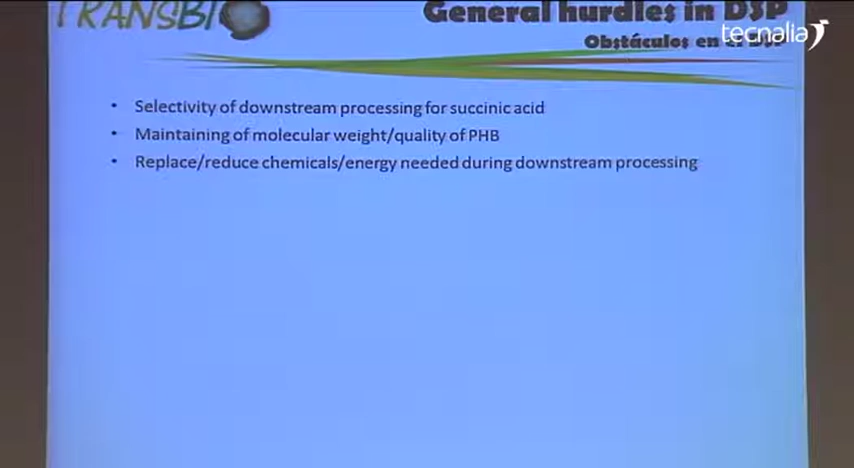 TRANSBIO
General hurdles in DSP
tecnalia
Obstáculos en el DSP
• Selectivity of downstream processing for succinic acid
• Maintaining of molecular weight/quality of PHB
• Replace/reduce chemicals/energy needed during downstream processing